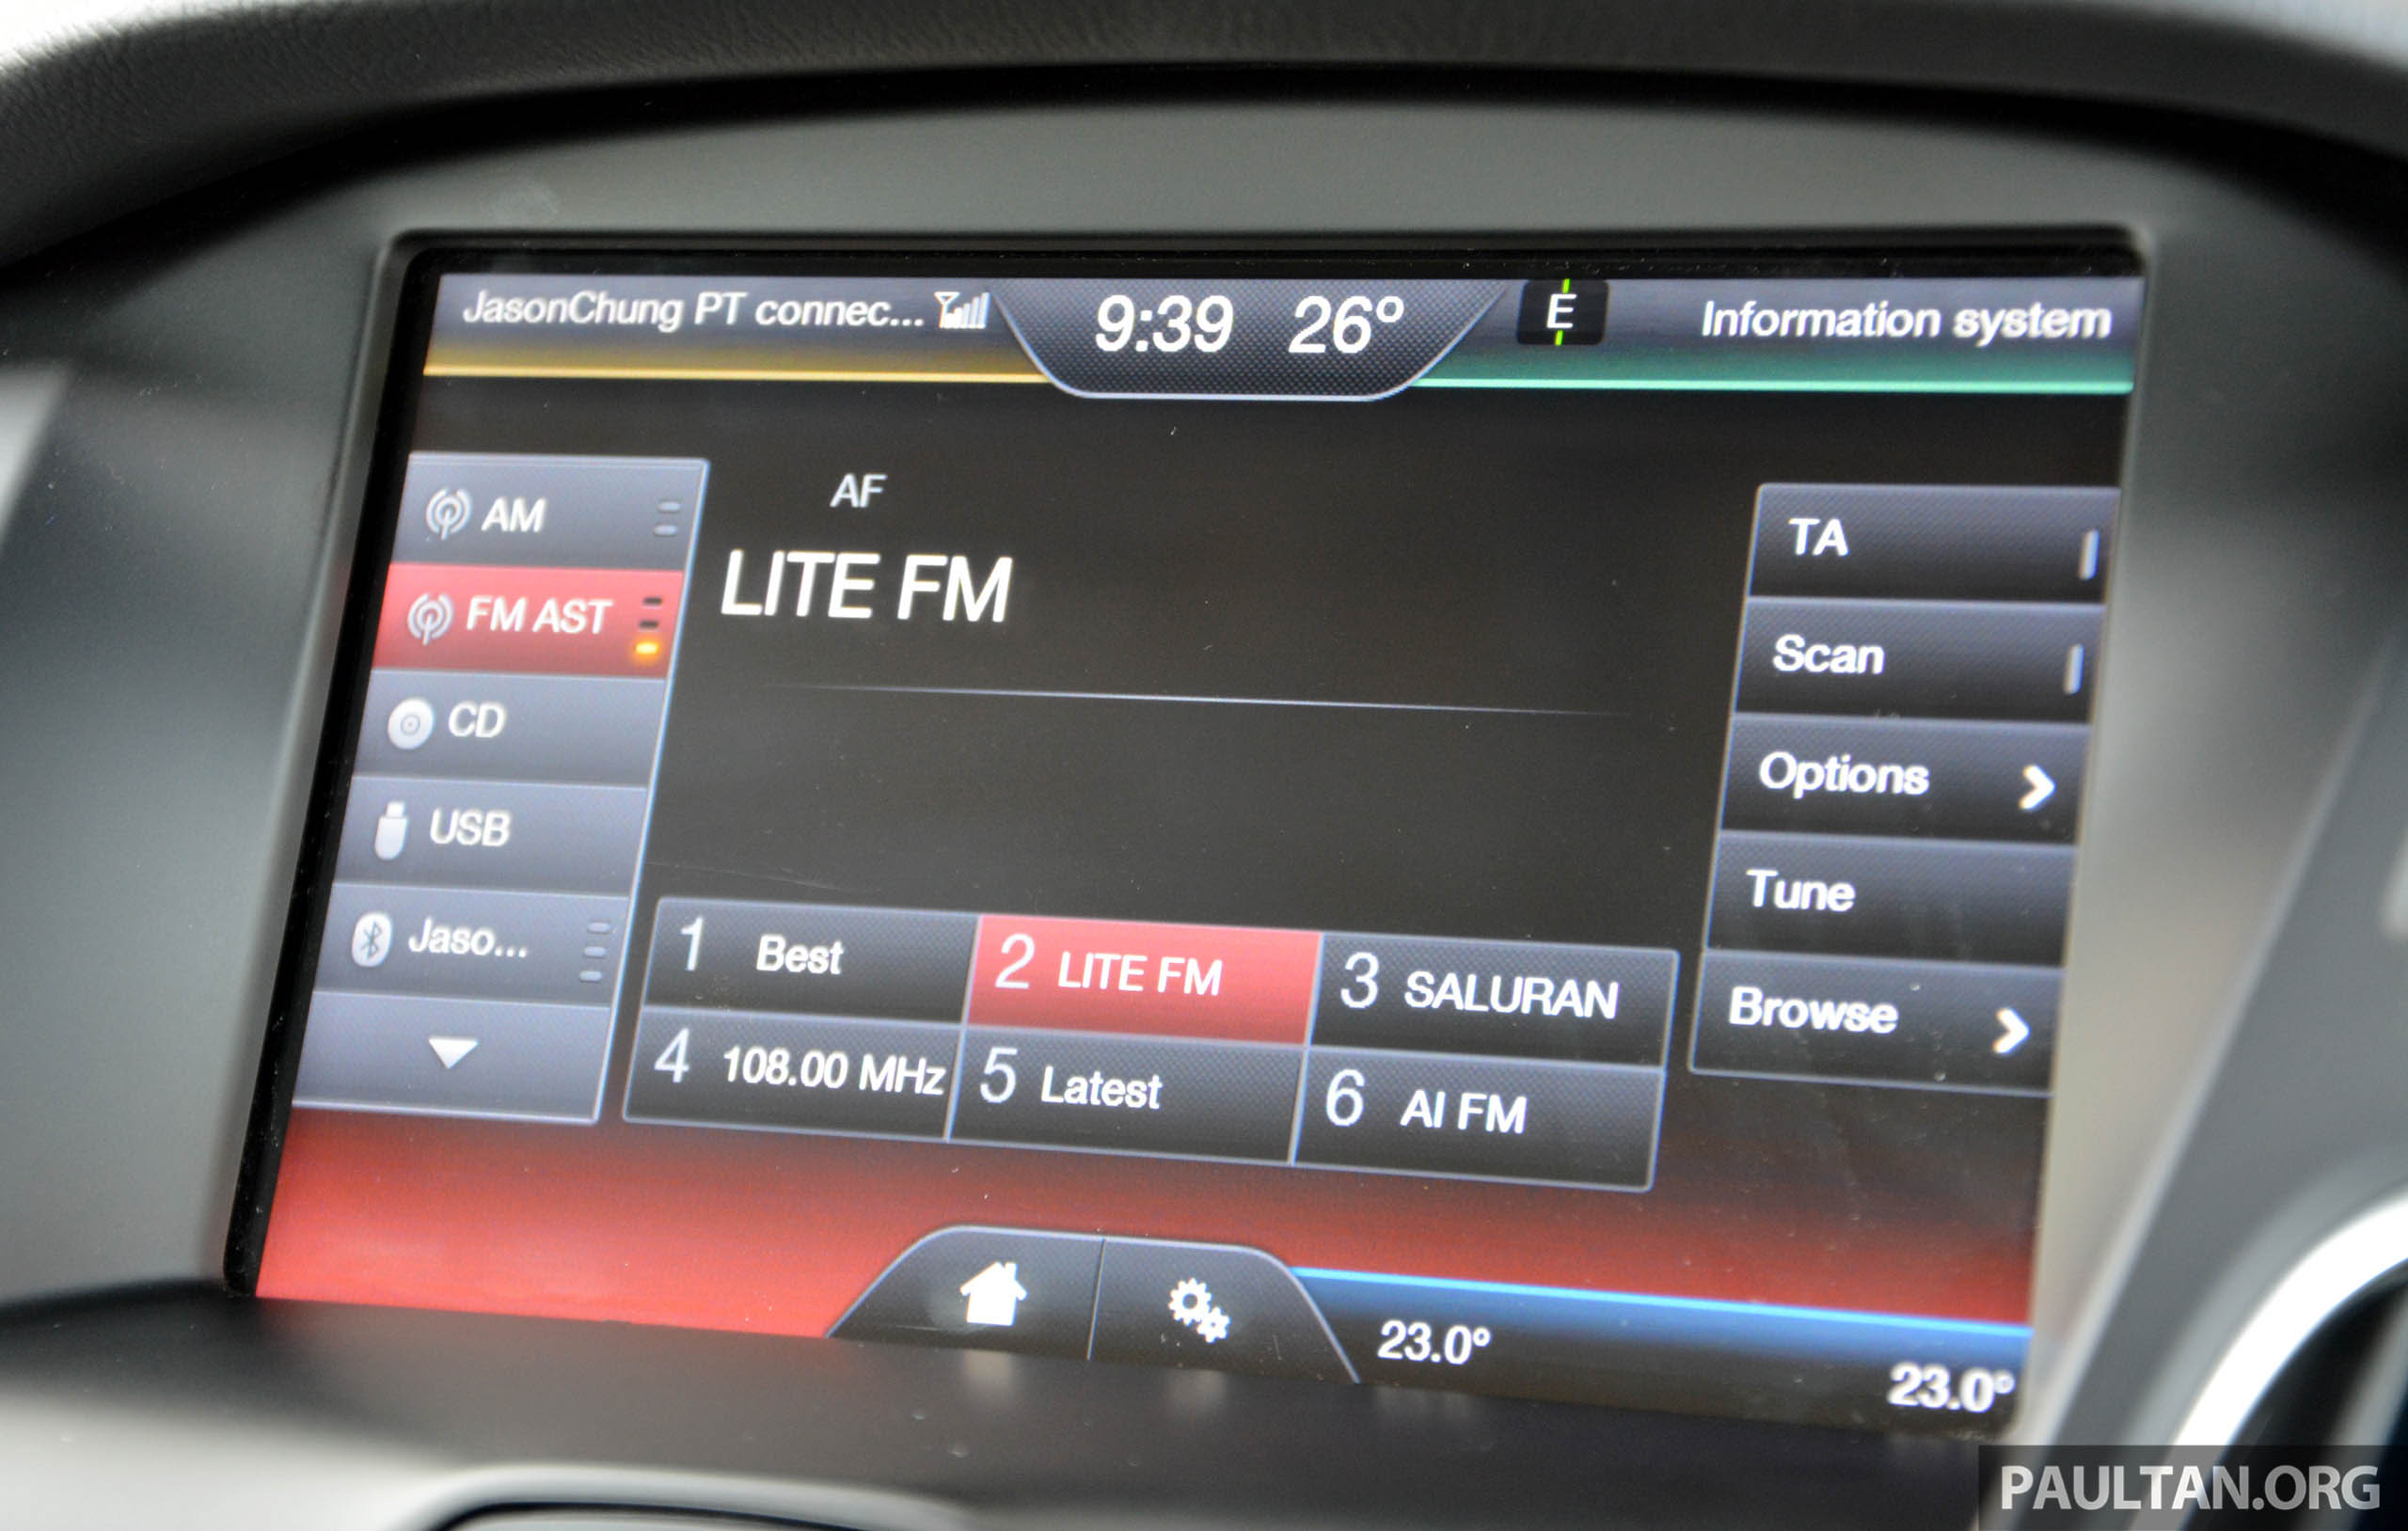 JasonChung PT connec...
9:39 26°
E
Information system
AM
FM AST
CD
USB
Jaso...
AF
LITE FM
TA
Scan
Options
Tune
Browse
1 Best
2 LITE FM
3 SALURAN
4 108.00 MHz
5 Latest
6 AI FM
23.0°
23.0°
PAULTAN.ORG